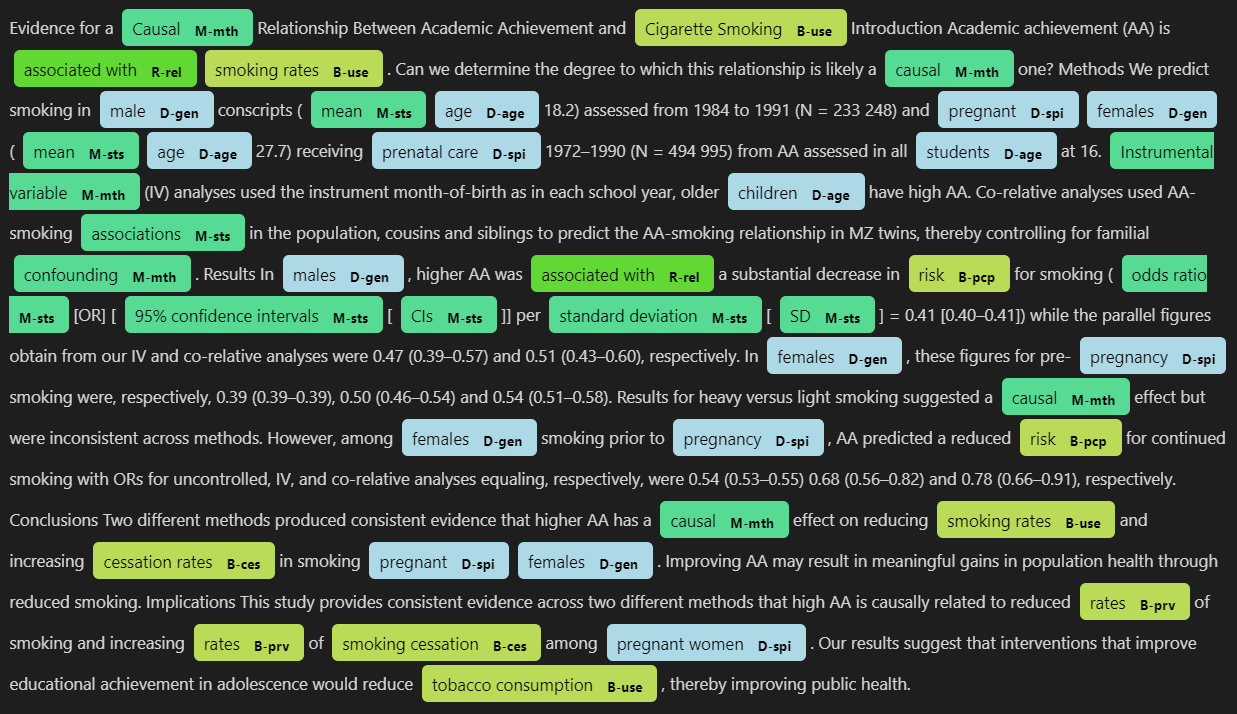 Evidence for a Causal M-mth Relationship Between Academic Achievement and Cigarette Smoking B-use Introduction Academic achievement (AA) is
associated with R-rel smoking rates B-use . Can we determine the degree to which this relationship is likely a causal M-mth one? Methods We predict
smoking in male D-gen conscripts ( mean M-sts age D-age 18.2) assessed from 1984 to 1991 (N = 233 248) and pregnant D-spi females D-gen
( mean M-sts age D-age 27.7) receiving prenatal care D-spi 1972–1990 (N = 494 995) from AA assessed in all students D-age at 16. Instrumental
variable M-mth (IV) analyses used the instrument month-of-birth as in each school year, older children D-age have high AA. Co-relative analyses used AA-
smoking associations M-sts in the population, cousins and siblings to predict the AA-smoking relationship in MZ twins, thereby controlling for familial
confounding M-mth . Results In males D-gen , higher AA was associated with R-rel a substantial decrease in risk B-pcp for smoking ( odds ratio
M-sts [OR] [ 95% confidence intervals M-sts [ CIs M-sts ]] per standard deviation M-sts [ SD M-sts ] = 0.41 [0.40–0.41]) while the parallel figures
obtain from our IV and co-relative analyses were 0.47 (0.39–0.57) and 0.51 (0.43–0.60), respectively. In females D-gen , these figures for pre- pregnancy D-spi
smoking were, respectively, 0.39 (0.39–0.39), 0.50 (0.46–0.54) and 0.54 (0.51–0.58). Results for heavy versus light smoking suggested a causal M-mth effect but
were inconsistent across methods. However, among females D-gen smoking prior to pregnancy D-spi , AA predicted a reduced risk B-pcp for continued
smoking with ORs for uncontrolled, IV, and co-relative analyses equaling, respectively, were 0.54 (0.53–0.55) 0.68 (0.56–0.82) and 0.78 (0.66–0.91), respectively.
Conclusions Two different methods produced consistent evidence that higher AA has a causal M-mth effect on reducing smoking rates B-use and
increasing cessation rates B-ces in smoking pregnant D-spi females D-gen . Improving AA may result in meaningful gains in population health through
reduced smoking. Implications This study provides consistent evidence across two different methods that high AA is causally related to reduced rates B-prv of
smoking and increasing rates B-prv of smoking cessation B-ces among pregnant women D-spi . Our results suggest that interventions that improve
educational achievement in adolescence would reduce tobacco consumption B-use , thereby improving public health.